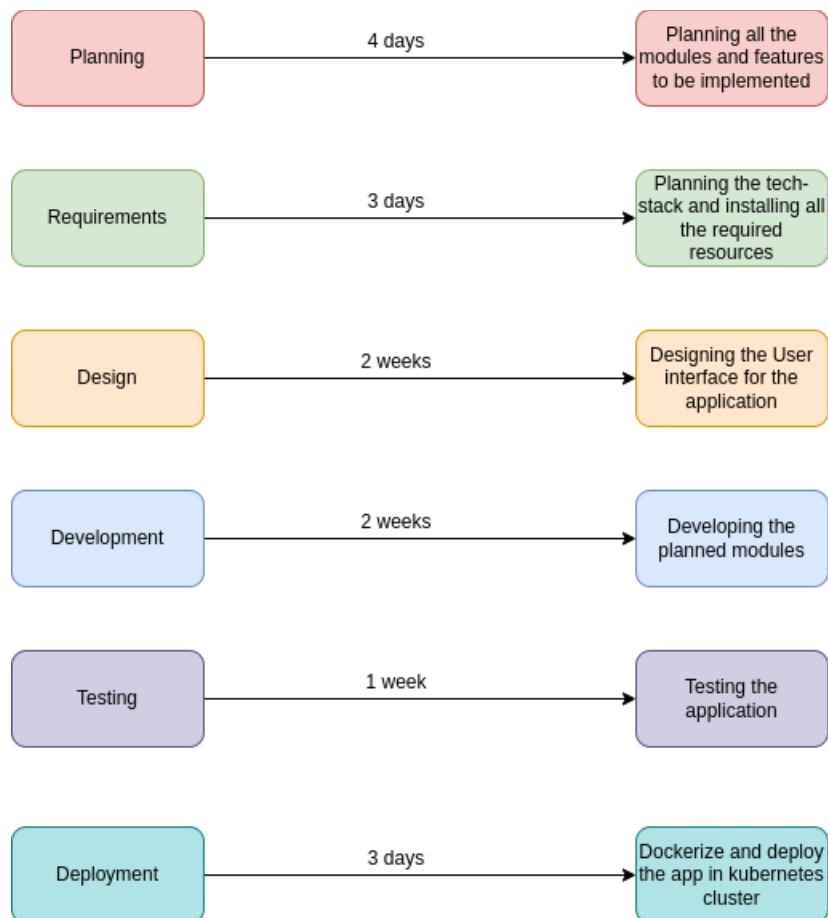 Planning
4 days
Planning all the
modules and features
to be implemented
Requirements
3 days
Planning the tech-
stack and installing all
the required
resources
Design
2 weeks
Designing the User
interface for the
application
Development
2 weeks
Developing the
planned modules
Testing
1 week
Testing the
application
Deployment
3 days
Dockerize and deploy
the app in kubernetes
cluster